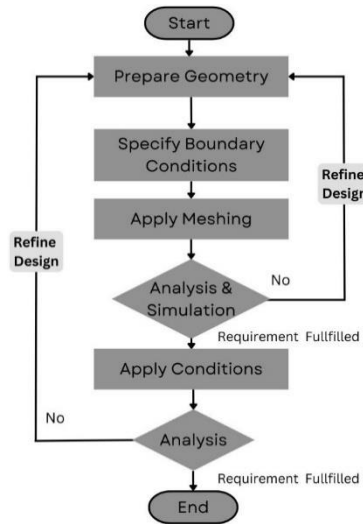 Start
Prepare Geometry
Specify Boundary
Conditions
Refine
Design
Apply Meshing
Refine
Design
Analysis &
Simulation
No
Requirement Fullfilled
Apply Conditions
No
Analysis
Requirement Fullfilled
End